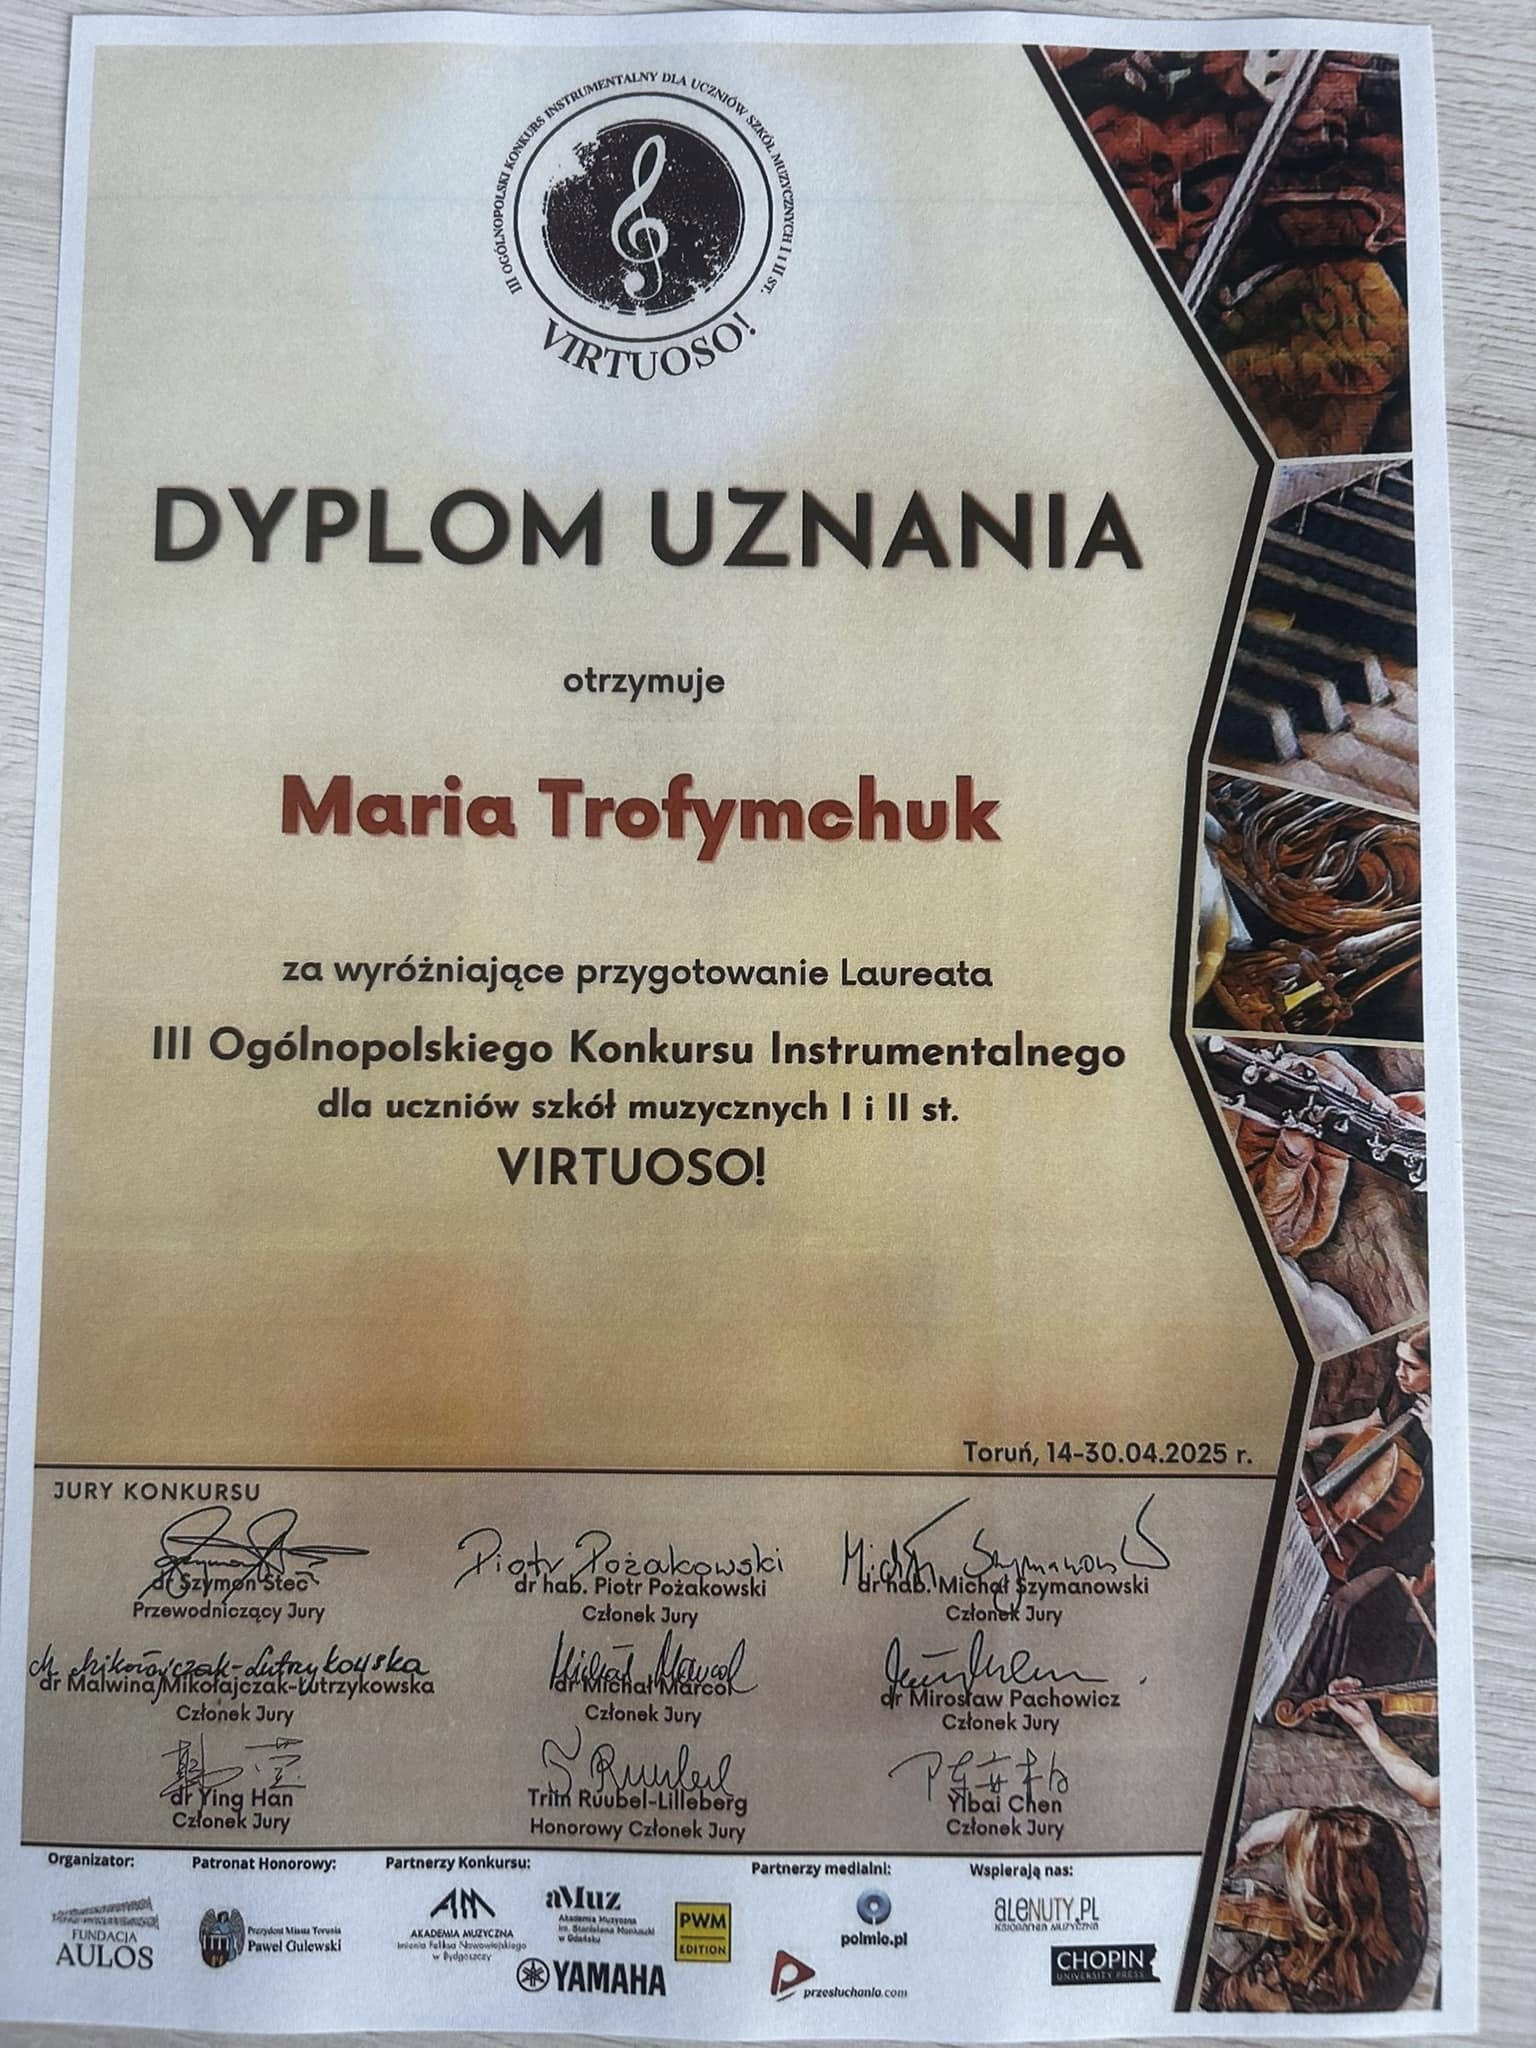 III OGÓLNOPOLSKI KONKURS INSTRUMENTALNY DLA UCZNIÓW SZKÓŁ MUZYCZNYCH I I II ST.
VIRTUOSO!
DYPLOM UZNANIA
otrzymuje
Maria Trofymchuk
za wyróżniające przygotowanie Laureata
III Ogólnopolskiego Konkursu Instrumentalnego
dla uczniów szkół muzycznych I i II st.
VIRTUOSO!
Toruń, 14-30.04.2025 r.
JURY KONKURSU
Piotr Pożakowski
dr Szymon Steć
dr hab. Piotr Pożakowski
dr hab. Michał Szymanowski
Przewodniczący Jury
Członek Jury
Członek Jury
M. Mikołajczak-Lutrzykowska
dr Malwina Mikołajczak-Lutrzykowska
dr Michał Marcol
dr Mirosław Pachowicz
Członek Jury
Członek Jury
Członek Jury
dr Ying Han
Triin Ruubel-Lilleberg
Yibai Chen
Członek Jury
Honorowy Członek Jury
Członek Jury
Organizator:
Patronat Honorowy:
Partnerzy Konkursu:
Partnerzy medialni:
Wspierają nas:
FUNDACJA
AULOS
Prezydent Miasta Torunia
Paweł Gulewski
AM
AKADEMIA MUZYCZNA
imienia Feliksa Nowowiejskiego
w Bydgoszczy
aMuz
Akademia Muzyczna
im. Stanisława Moniuszki
w Gdańsku
YAMAHA
PWM
EDITION
polmic.pl
przesluchania.com
aLeNUTY.PL
KSIĘGARNIA MUZYCZNA
CHOPIN
UNIVERSITY PRESS